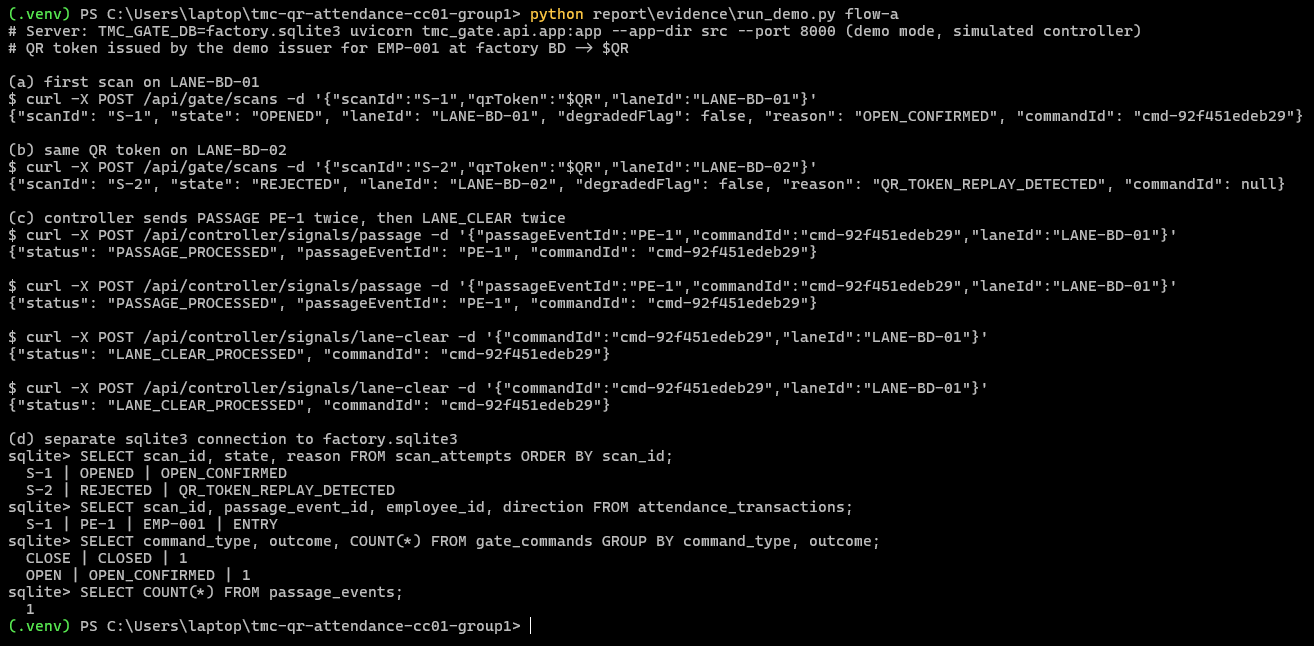 (.venv) PS C:\Users\laptop\tmc-qr-attendance-cc01-group1> python report\evidence\run_demo.py flow-a
# Server: TMC_GATE_DB=factory.sqlite3 uvicorn tmc_gate.api.app:app --app-dir src --port 8000 (demo mode, simulated controller)
# QR token issued by the demo issuer for EMP-001 at factory BD -> $QR

(a) first scan on LANE-BD-01
$ curl -X POST /api/gate/scans -d '{"scanId":"S-1","qrToken":"$QR","laneId":"LANE-BD-01"}'
{"scanId": "S-1", "state": "OPENED", "laneId": "LANE-BD-01", "degradedFlag": false, "reason": "OPEN_CONFIRMED", "commandId": "cmd-92f451edeb29"}

(b) same QR token on LANE-BD-02
$ curl -X POST /api/gate/scans -d '{"scanId":"S-2","qrToken":"$QR","laneId":"LANE-BD-02"}'
{"scanId": "S-2", "state": "REJECTED", "laneId": "LANE-BD-02", "degradedFlag": false, "reason": "QR_TOKEN_REPLAY_DETECTED", "commandId": null}

(c) controller sends PASSAGE PE-1 twice, then LANE_CLEAR twice
$ curl -X POST /api/controller/signals/passage -d '{"passageEventId":"PE-1","commandId":"cmd-92f451edeb29","laneId":"LANE-BD-01"}'
{"status": "PASSAGE_PROCESSED", "passageEventId": "PE-1", "commandId": "cmd-92f451edeb29"}

$ curl -X POST /api/controller/signals/passage -d '{"passageEventId":"PE-1","commandId":"cmd-92f451edeb29","laneId":"LANE-BD-01"}'
{"status": "PASSAGE_PROCESSED", "passageEventId": "PE-1", "commandId": "cmd-92f451edeb29"}

$ curl -X POST /api/controller/signals/lane-clear -d '{"commandId":"cmd-92f451edeb29","laneId":"LANE-BD-01"}'
{"status": "LANE_CLEAR_PROCESSED", "commandId": "cmd-92f451edeb29"}

$ curl -X POST /api/controller/signals/lane-clear -d '{"commandId":"cmd-92f451edeb29","laneId":"LANE-BD-01"}'
{"status": "LANE_CLEAR_PROCESSED", "commandId": "cmd-92f451edeb29"}

(d) separate sqlite3 connection to factory.sqlite3
sqlite> SELECT scan_id, state, reason FROM scan_attempts ORDER BY scan_id;
  S-1 | OPENED | OPEN_CONFIRMED
  S-2 | REJECTED | QR_TOKEN_REPLAY_DETECTED
sqlite> SELECT scan_id, passage_event_id, employee_id, direction FROM attendance_transactions;
  S-1 | PE-1 | EMP-001 | ENTRY
sqlite> SELECT command_type, outcome, COUNT(*) FROM gate_commands GROUP BY command_type, outcome;
  CLOSE | CLOSED | 1
  OPEN | OPEN_CONFIRMED | 1
sqlite> SELECT COUNT(*) FROM passage_events;
  1
(.venv) PS C:\Users\laptop\tmc-qr-attendance-cc01-group1>